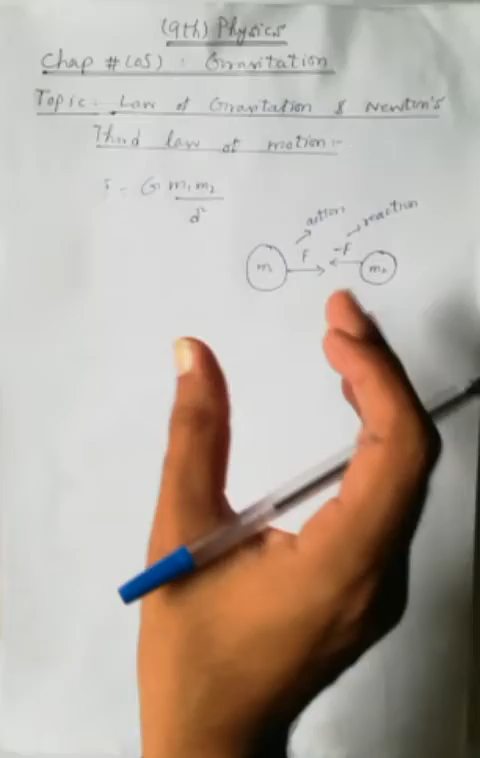 (9th) Physics
Chap # (05) : Gravitation
Topic:- Law of Gravitation & Newton's
Third law of motion:-
F = G m1m2
d²
action
reaction
F
-F
m1
m2